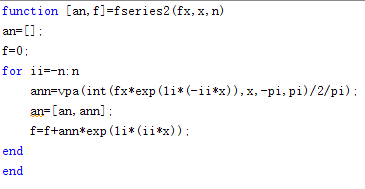 function [an,f]=fseries2(fx,x,n)
an=[];
f=0;
for ii=-n:n
    ann=vpa(int(fx*exp(1i*(-ii*x)),x,-pi,pi)/2/pi);
    an=[an,ann];
    f=f+ann*exp(1i*(ii*x));
end
end